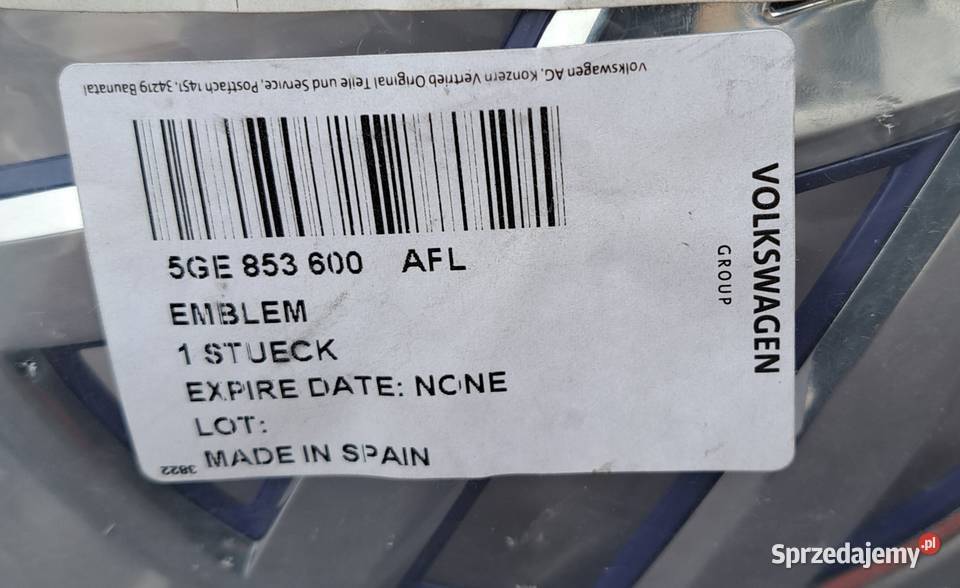 Volkswagen AG, Konzern Vertrieb Original Teile und Service, Postfach 1451, 34219 Baunatal
5GE 853 600 AFL
EMBLEM
1 STUECK
EXPIRE DATE: NONE
LOT:
MADE IN SPAIN
3822
VOLKSWAGEN
GROUP
Sprzedajemy.pl